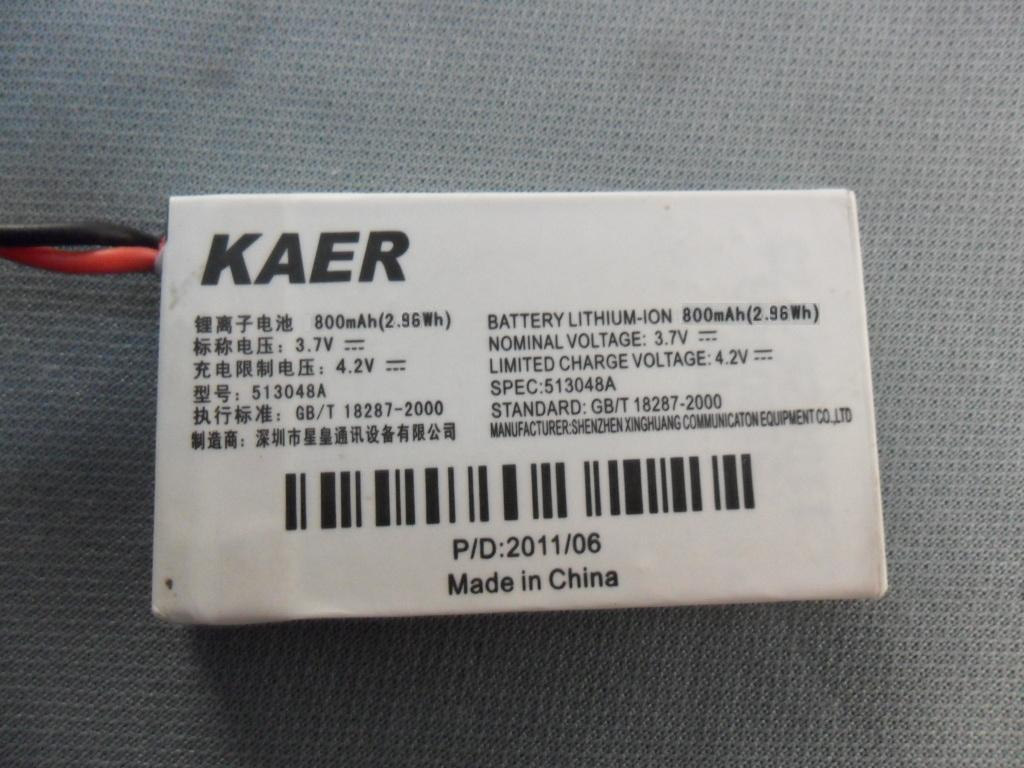 KAER
锂离子电池 800mAh(2.96Wh)
标称电压: 3.7V ⎓
充电限制电压: 4.2V ⎓
型号: 513048A
执行标准: GB/T 18287-2000
制造商: 深圳市星皇通讯设备有限公司
BATTERY LITHIUM-ION 800mAh(2.96Wh)
NOMINAL VOLTAGE: 3.7V ⎓
LIMITED CHARGE VOLTAGE: 4.2V ⎓
SPEC:513048A
STANDARD: GB/T 18287-2000
MANUFACTURER:SHENZHEN XINGHUANG COMMUNICATON EQUIPMENT CO.,LTD
P/D:2011/06
Made in China